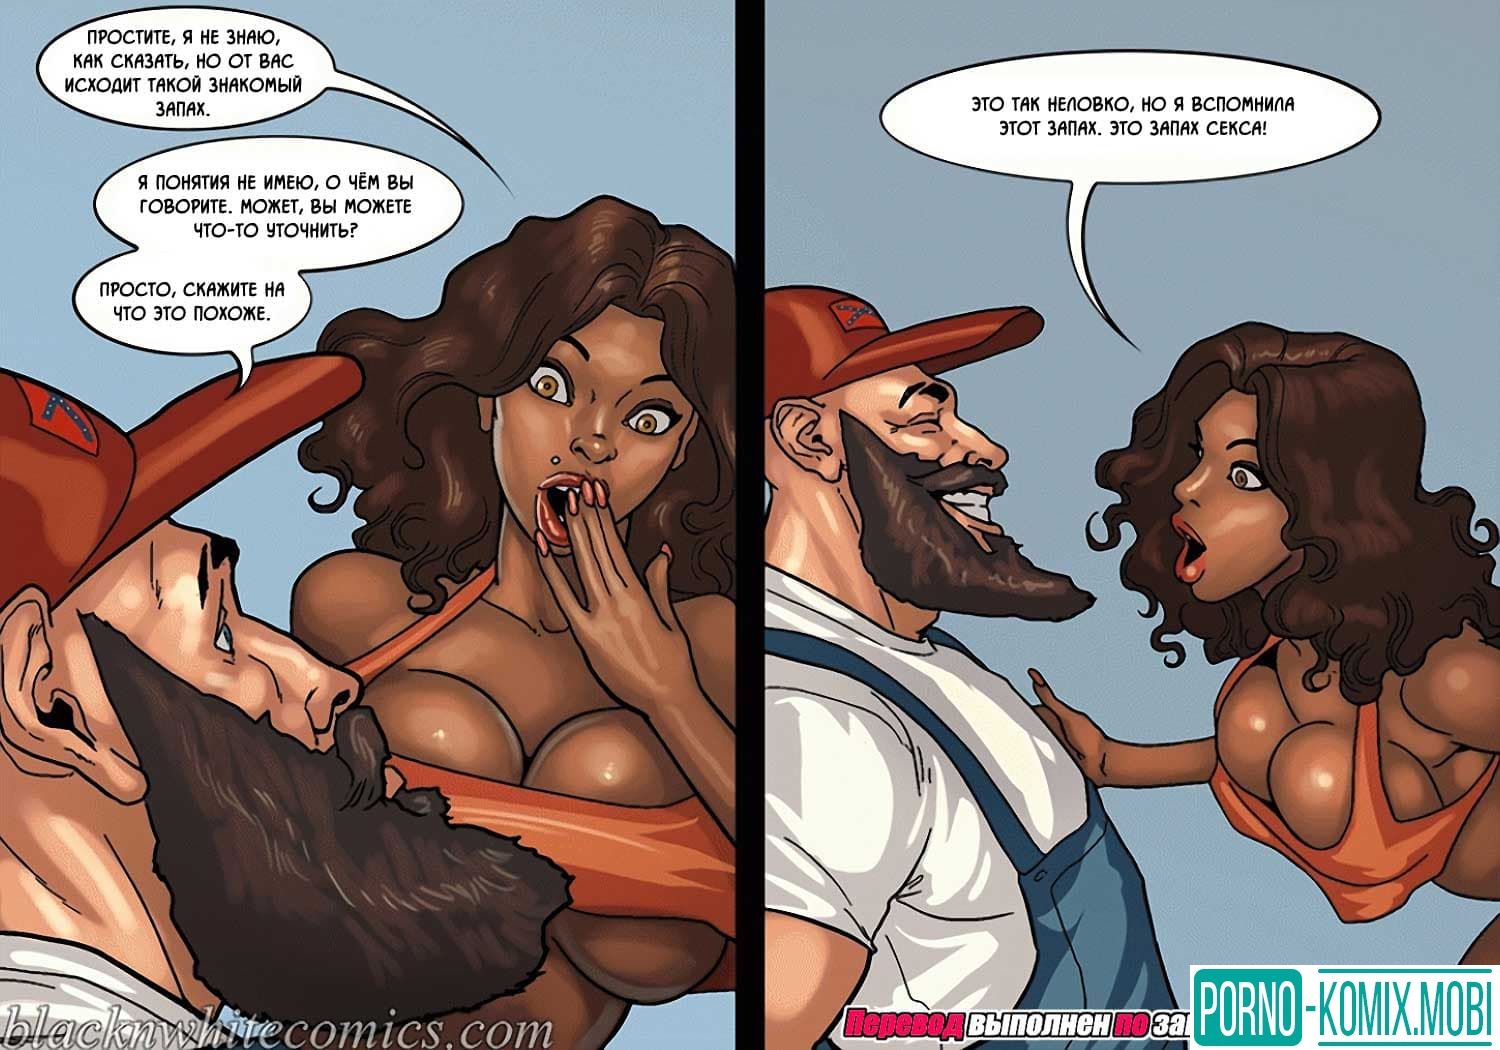 ПРОСТИТЕ, Я НЕ ЗНАЮ,
КАК СКАЗАТЬ, НО ОТ ВАС
ИСХОДИТ ТАКОЙ ЗНАКОМЫЙ
ЗАПАХ.
Я ПОНЯТИЯ НЕ ИМЕЮ, О ЧЁМ ВЫ
ГОВОРИТЕ. МОЖЕТ, ВЫ МОЖЕТЕ
ЧТО-ТО УТОЧНИТЬ?
ПРОСТО, СКАЖИТЕ НА
ЧТО ЭТО ПОХОЖЕ.
ЭТО ТАК НЕЛОВКО, НО Я ВСПОМНИЛА
ЭТОТ ЗАПАХ. ЭТО ЗАПАХ СЕКСА!
blacknwhitecomics.com
Перевод выполнен по
PORNO-KOMIX.MOBI